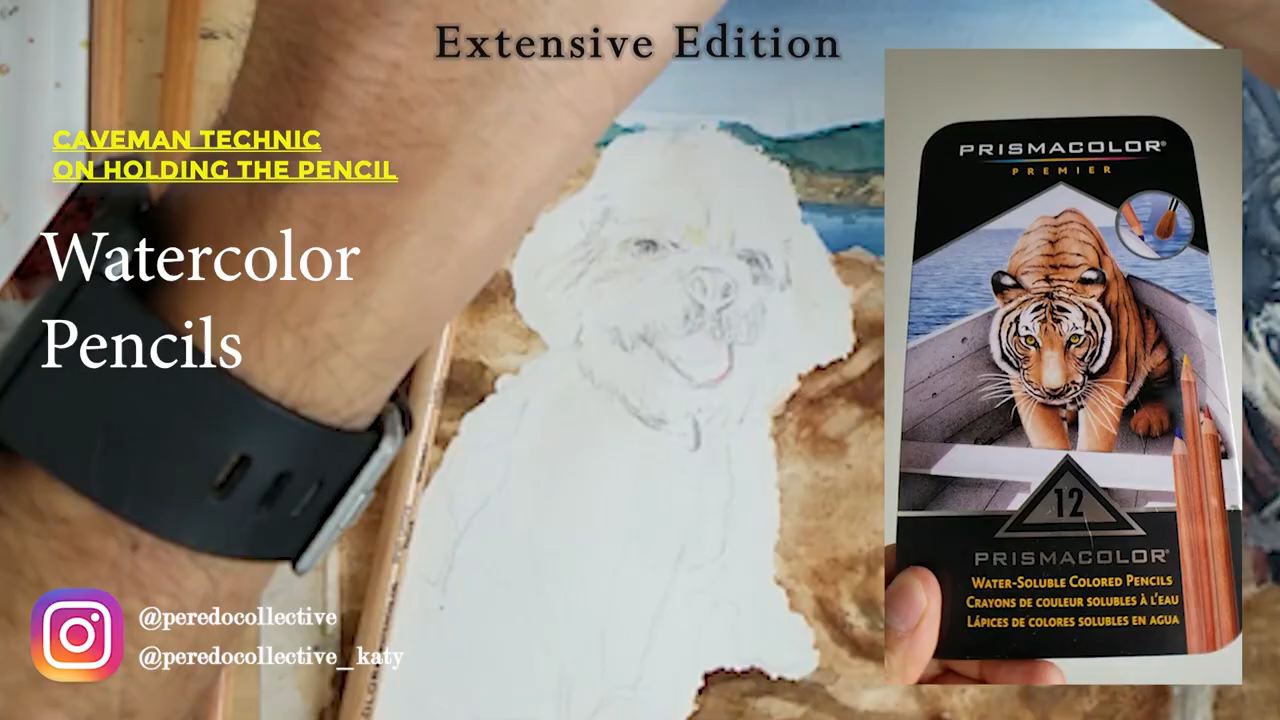 Extensive Edition
CAVEMAN TECHNIC
ON HOLDING THE PENCIL
Watercolor
Pencils
@peredocollective
@peredocollective_katy
PRISMACOLOR®
PREMIER
12
PRISMACOLOR®
WATER-SOLUBLE COLORED PENCILS
CRAYONS DE COULEUR SOLUBLES À L'EAU
LÁPICES DE COLORES SOLUBLES EN AGUA